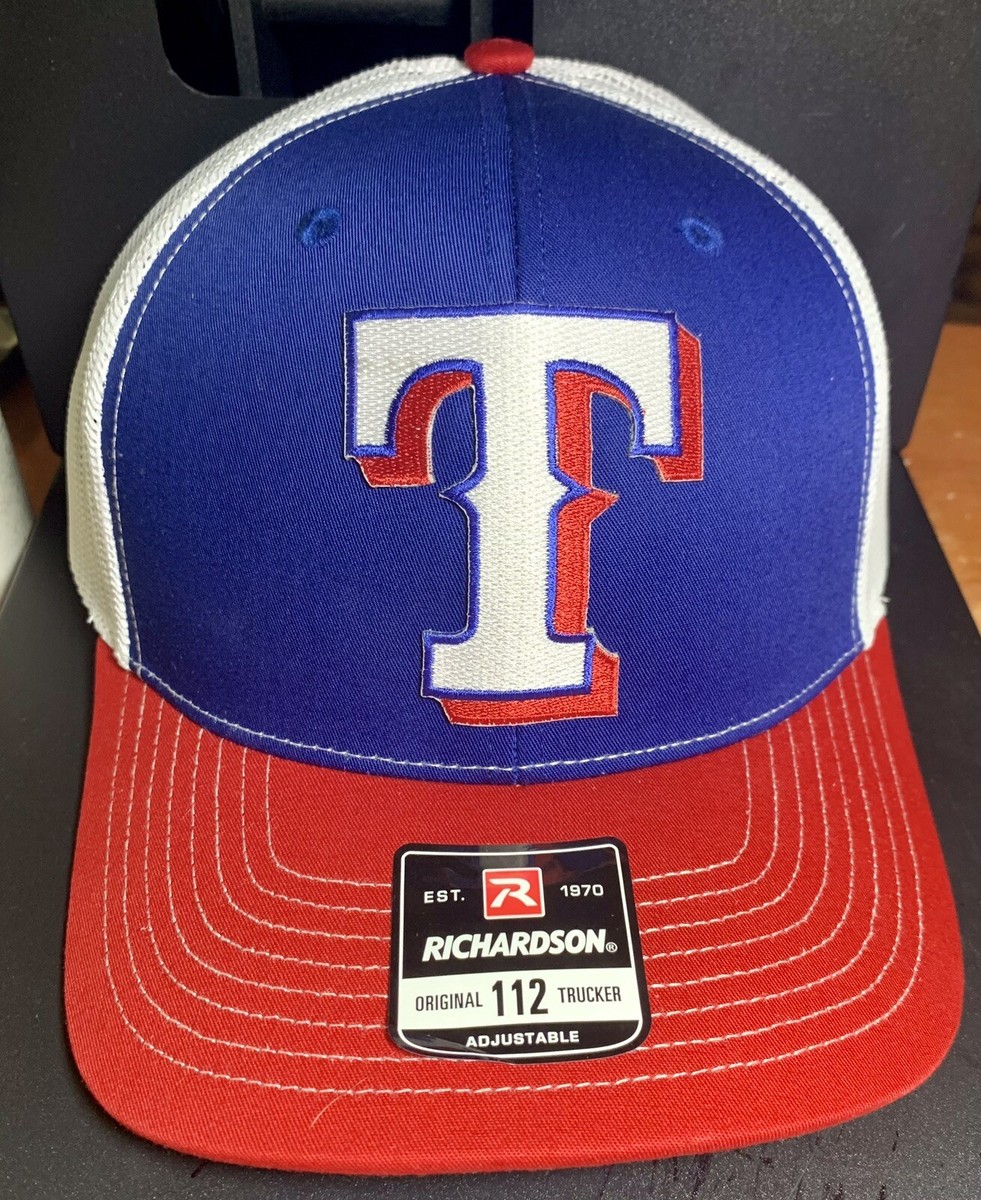 T
EST. R 1970
RICHARDSON®
ORIGINAL 112 TRUCKER
ADJUSTABLE